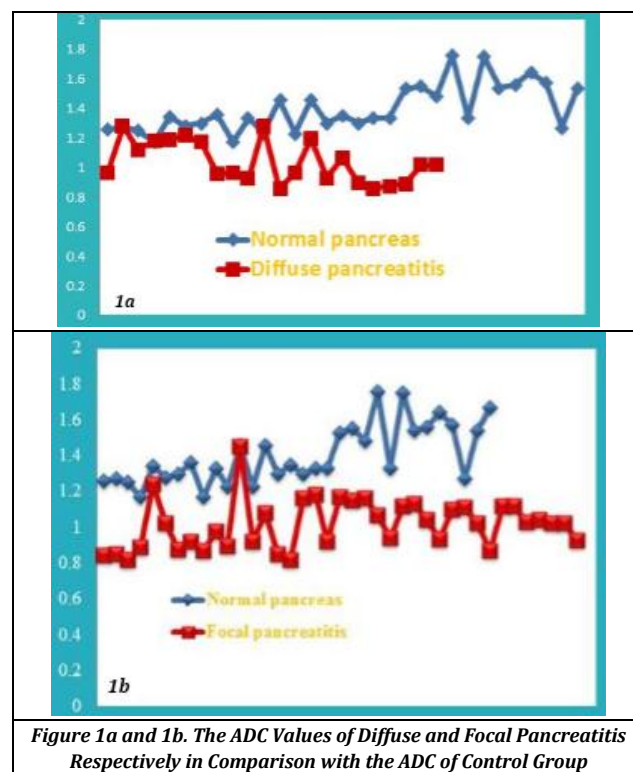 2
1.8
1.6
1.4
1.2
1
0.8
0.6
0.4
0.2
0
Normal pancreas
Diffuse pancreatitis
1a
2
1.8
1.6
1.4
1.2
1
0.8
0.6
0.4
0.2
0
Normal pancreas
Focal pancreatitis
1b
Figure 1a and 1b. The ADC Values of Diffuse and Focal Pancreatitis
Respectively in Comparison with the ADC of Control Group